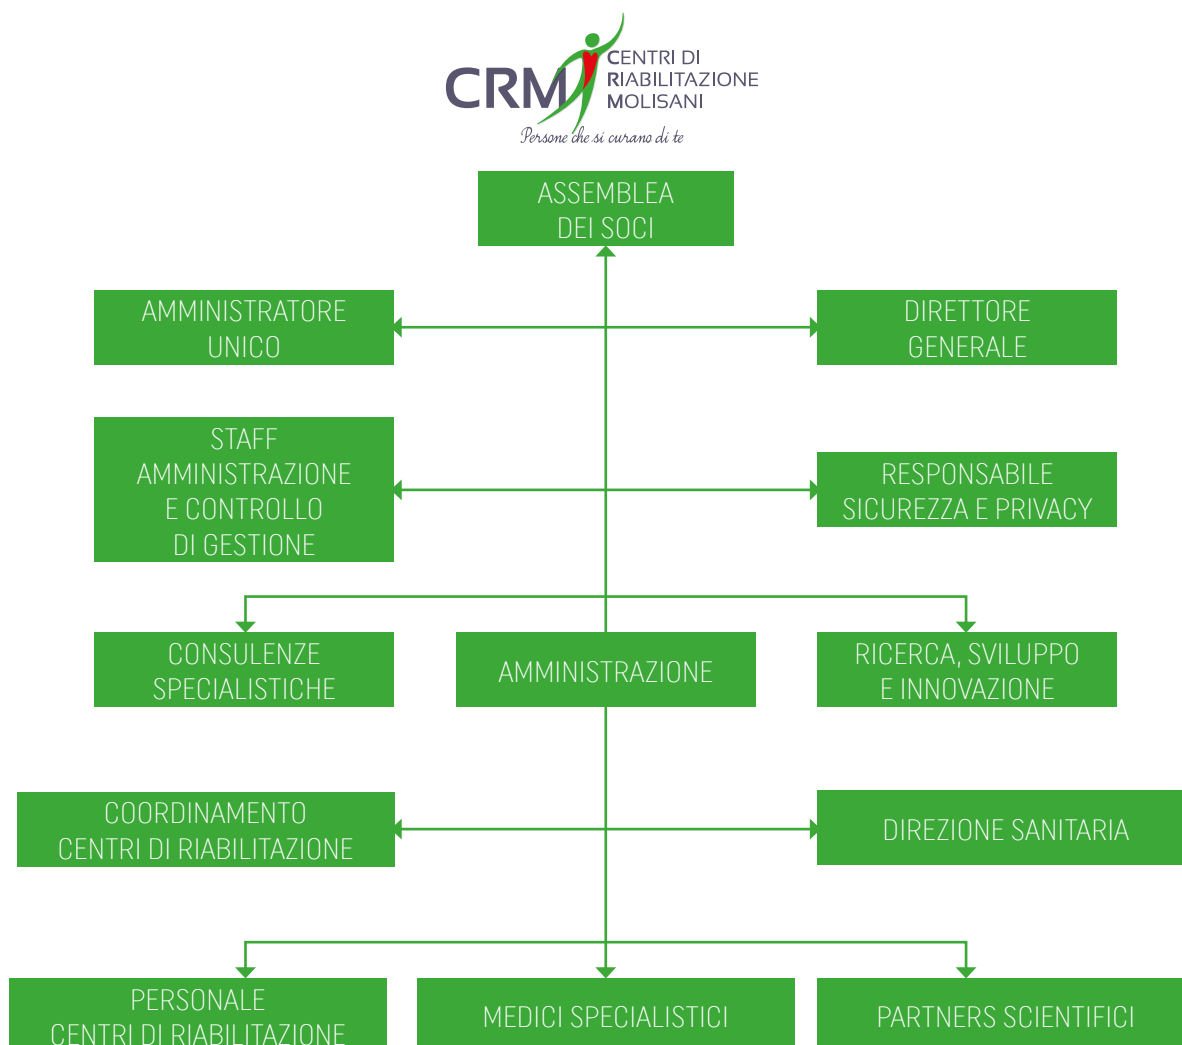 CRM
CENTRI DI
RIABILITAZIONE
MOLISANI
Persone che si curano di te
ASSEMBLEA
DEI SOCI
AMMINISTRATORE
UNICO
DIRETTORE
GENERALE
STAFF
AMMINISTRAZIONE
E CONTROLLO
DI GESTIONE
RESPONSABILE
SICUREZZA E PRIVACY
CONSULENZE
SPECIALISTICHE
AMMINISTRAZIONE
RICERCA, SVILUPPO
E INNOVAZIONE
COORDINAMENTO
CENTRI DI RIABILITAZIONE
DIREZIONE SANITARIA
PERSONALE
CENTRI DI RIABILITAZIONE
MEDICI SPECIALISTICI
PARTNERS SCIENTIFICI